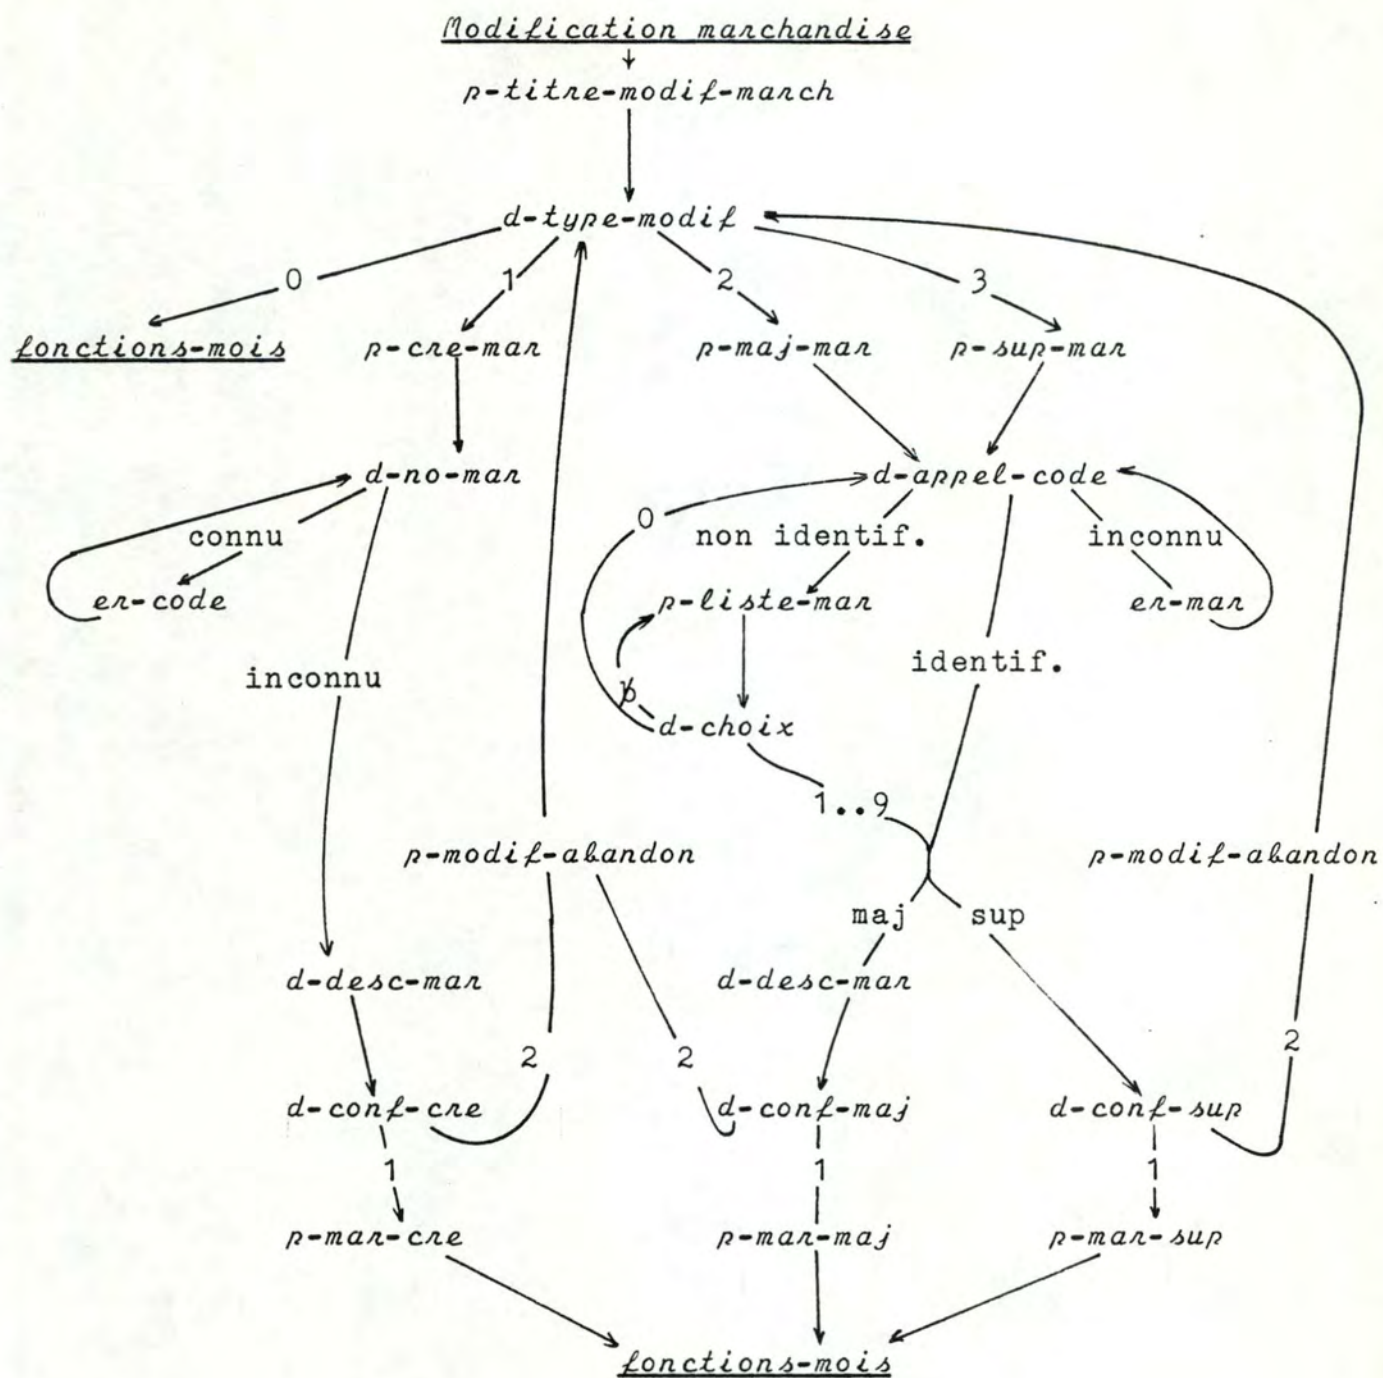 Modification marchandise
p-titre-modif-march
d-type-modif
0 1 2 3
fonctions-mois p-cre-mar p-maj-mar p-sup-mar
d-no-mar d-appel-code
0
connu non identif. inconnu
er-code p-liste-mar er-mar
inconnu identif.
d-choix
1..9
p-modif-abandon p-modif-abandon
maj sup
d-desc-mar d-desc-mar
2 2 2
d-conf-cre d-conf-maj d-conf-sup
1 1 1
p-mar-cre p-mar-maj p-mar-sup
fonctions-mois